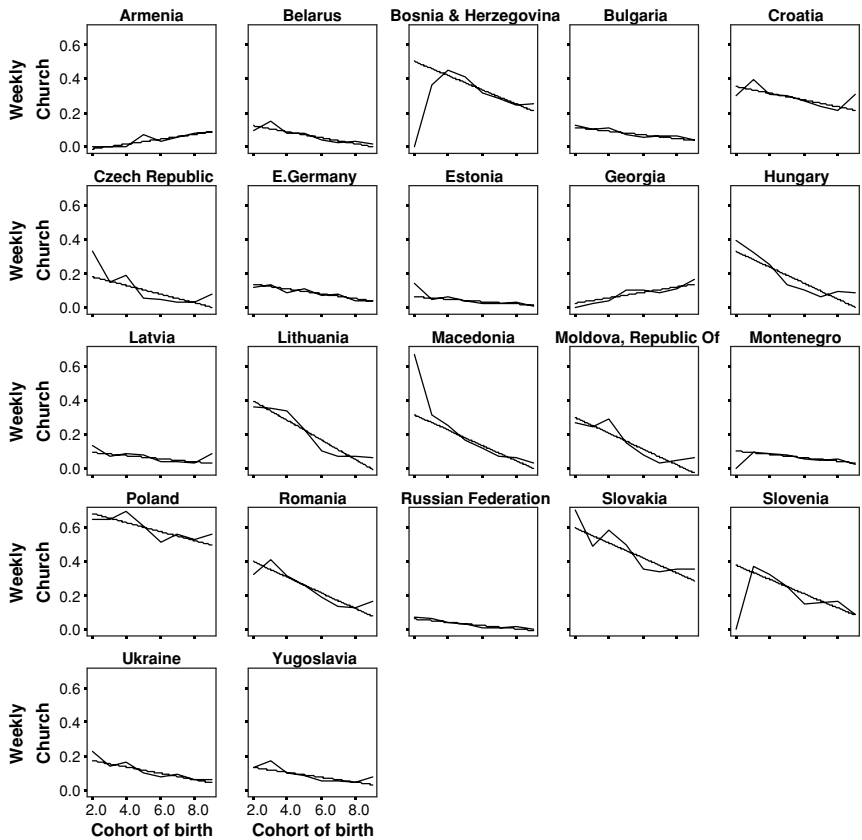 Armenia Belarus Bosnia & Herzegovina Bulgaria Croatia
Weekly Church
0.6
0.4
0.2
0.0
Czech Republic E.Germany Estonia Georgia Hungary
Weekly Church
0.6
0.4
0.2
0.0
Latvia Lithuania Macedonia Moldova, Republic Of Montenegro
Weekly Church
0.6
0.4
0.2
0.0
Poland Romania Russian Federation Slovakia Slovenia
Weekly Church
0.6
0.4
0.2
0.0
Ukraine Yugoslavia
Weekly Church
0.6
0.4
0.2
0.0
2.0 4.0 6.0 8.0 2.0 4.0 6.0 8.0
Cohort of birth Cohort of birth